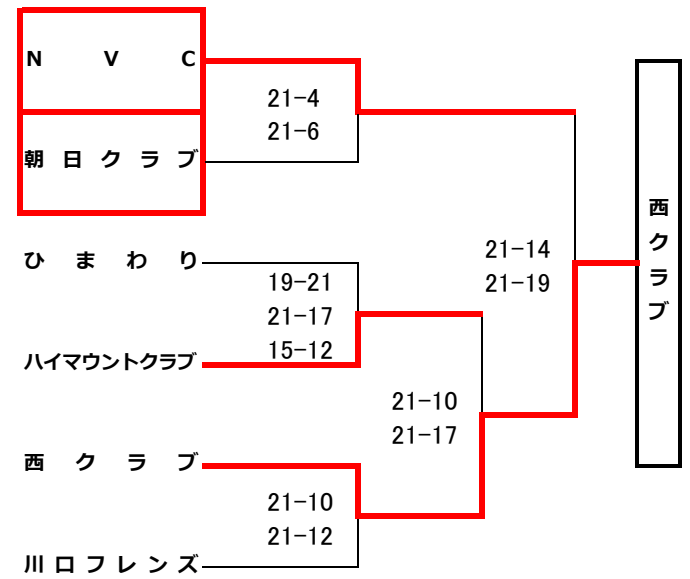 N V C
21-4
21-6
朝日クラブ
ひまわり
19-21
21-17
15-12
ハイマウントクラブ
21-14
21-19
21-10
21-17
西クラブ
21-10
21-12
川口フレンズ
西クラブ